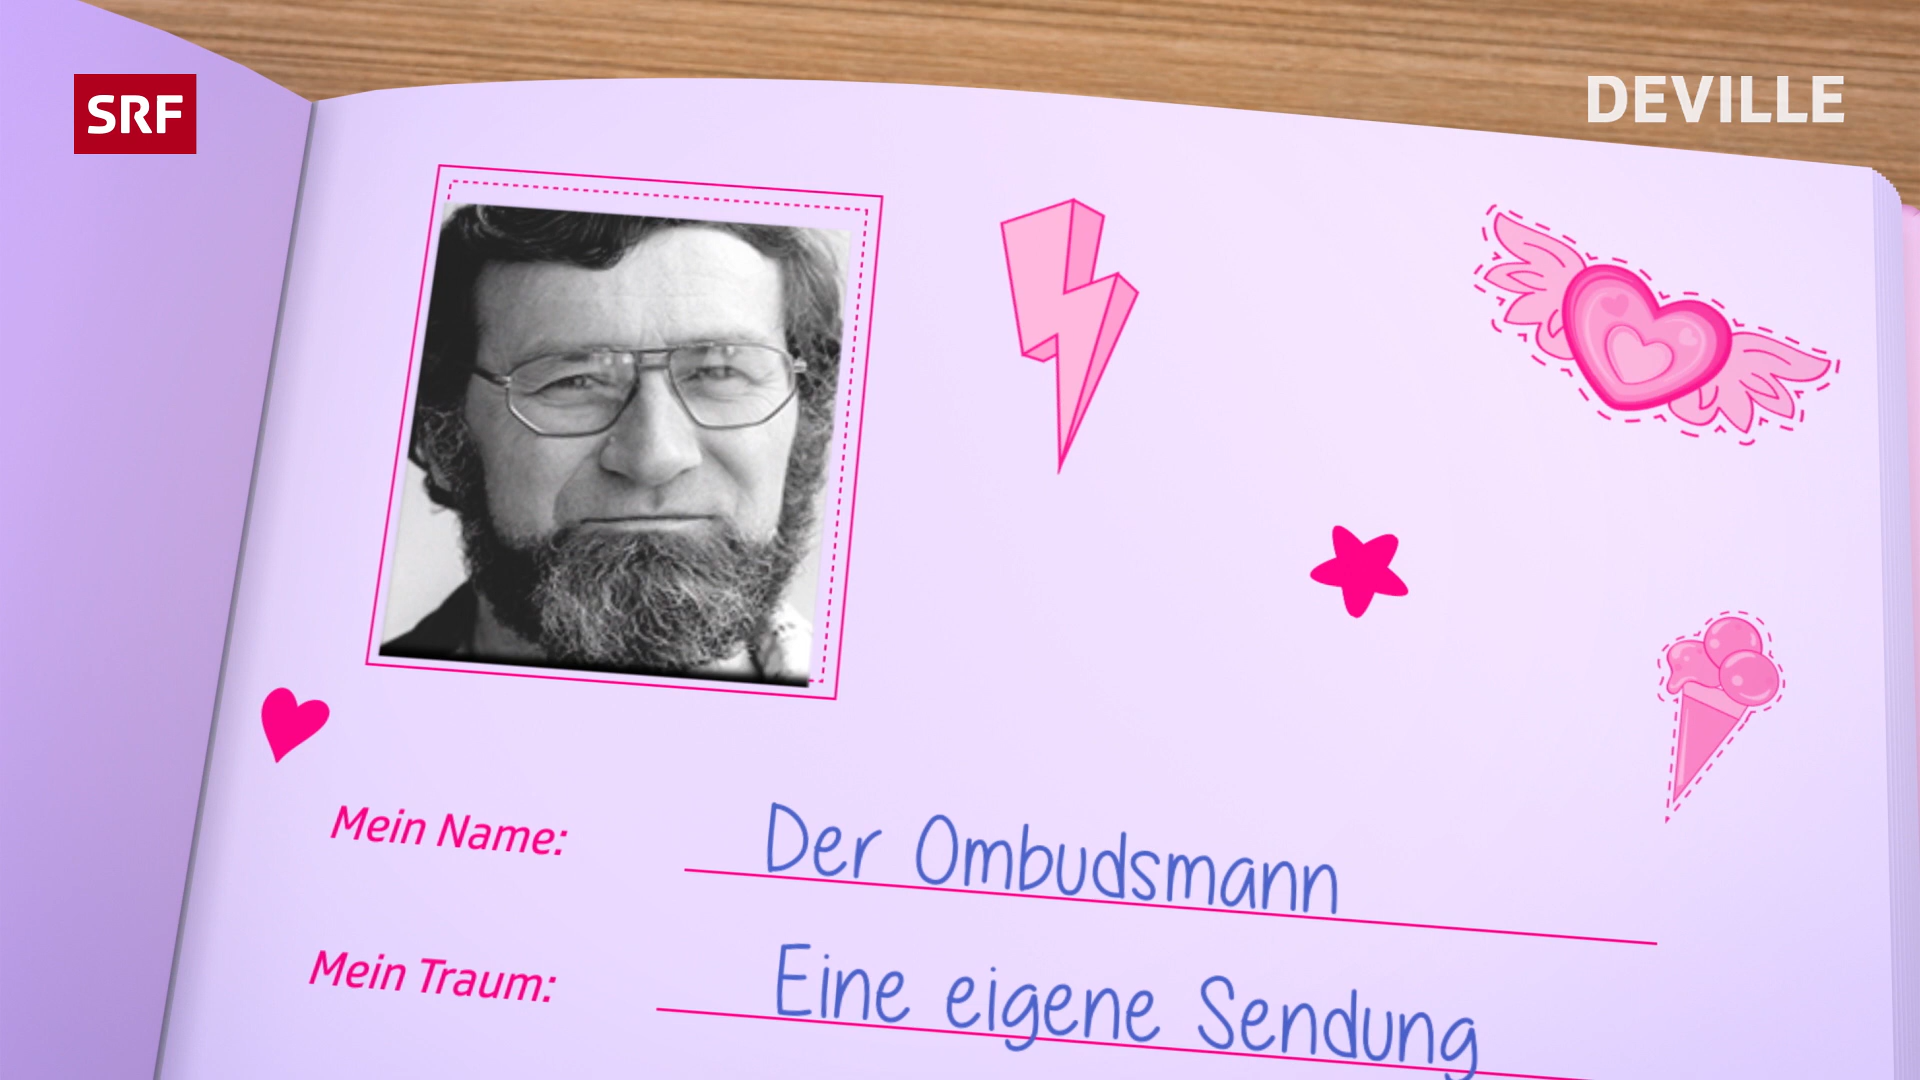 SRF
DEVILLE
Mein Name: Der Ombudsmann
Mein Traum: Eine eigene Sendung